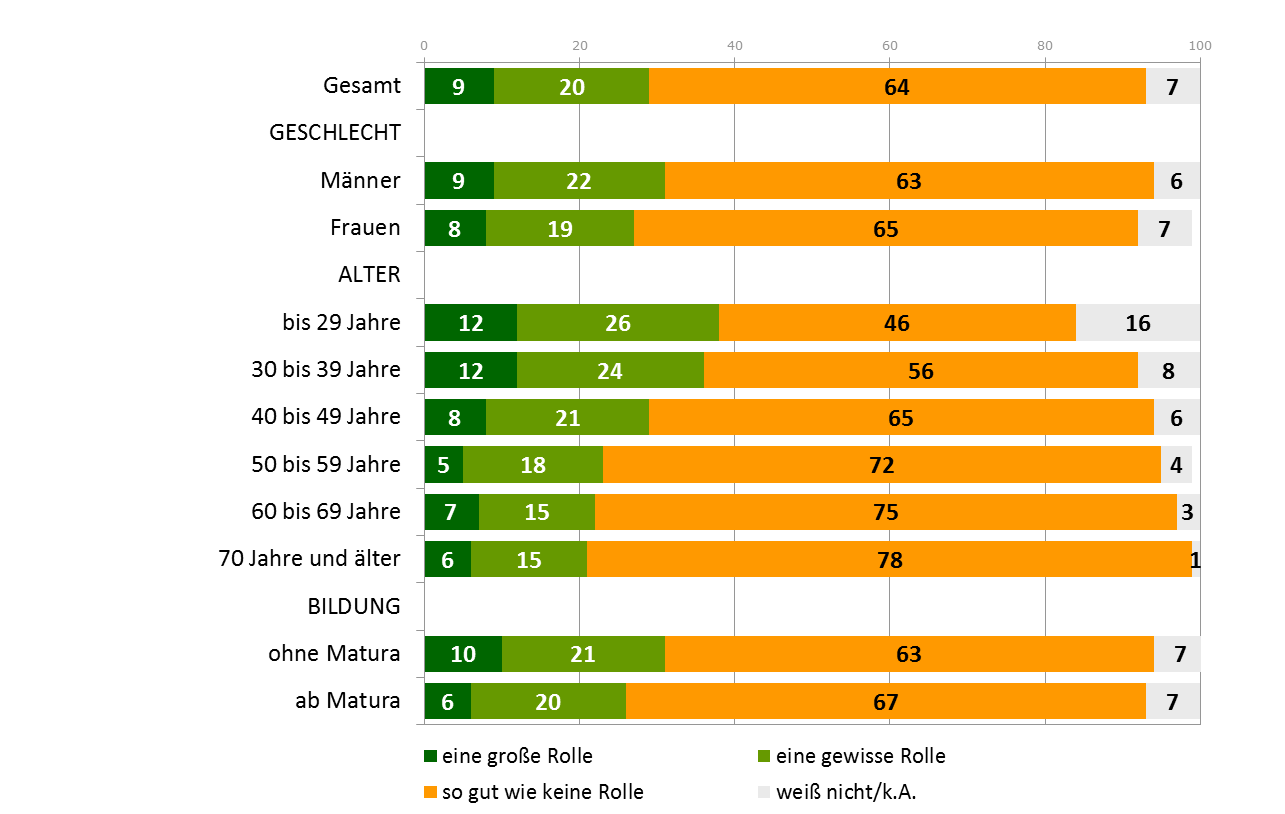 0 20 40 60 80 100
Gesamt 9 20 64 7
GESCHLECHT
Männer 9 22 63 6
Frauen 8 19 65 7
ALTER
bis 29 Jahre 12 26 46 16
30 bis 39 Jahre 12 24 56 8
40 bis 49 Jahre 8 21 65 6
50 bis 59 Jahre 5 18 72 4
60 bis 69 Jahre 7 15 75 3
70 Jahre und älter 6 15 78 1
BILDUNG
ohne Matura 10 21 63 7
ab Matura 6 20 67 7
eine große Rolle eine gewisse Rolle
so gut wie keine Rolle weiß nicht/k.A.